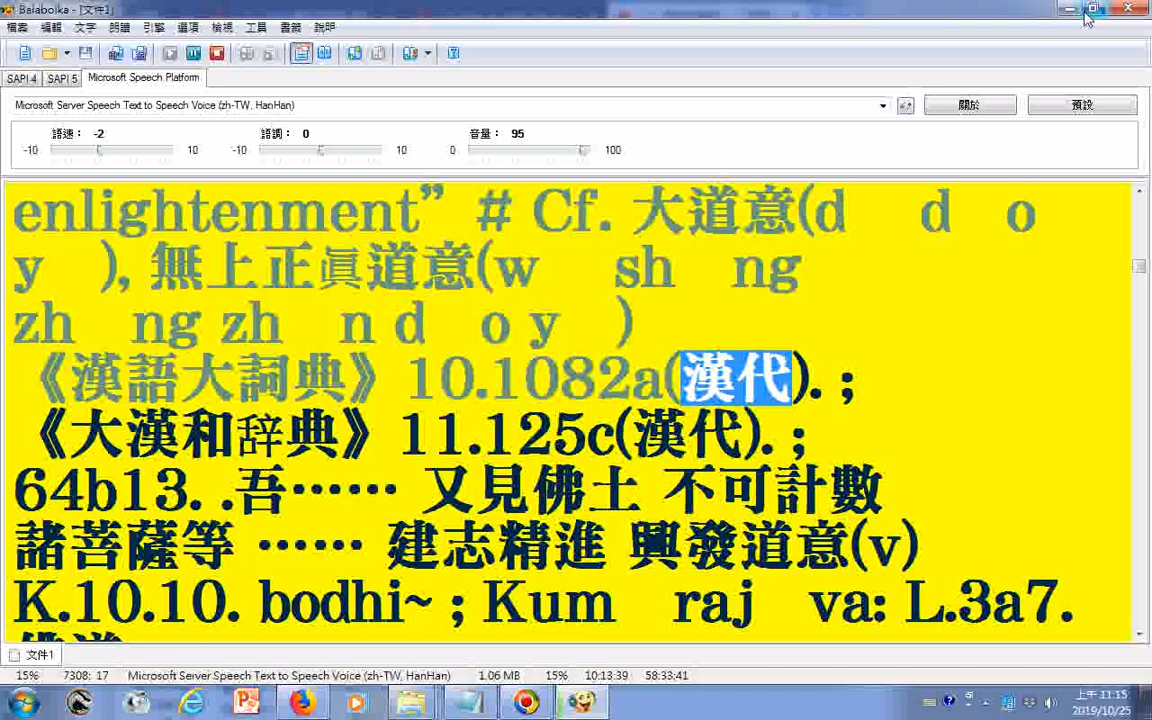 Balabolka - [文件1]
檔案 編輯 文字 朗讀 引擎 選項 檢視 工具 書籤 說明
SAPI 4 SAPI 5 Microsoft Speech Platform
Microsoft Server Speech Text to Speech Voice (zh-TW, HanHan) 關於 預設
語速： -2 語調： 0 音量： 95
-10 10 -10 10 0 100
enlightenment” # Cf. 大道意(d d o
y ), 無上正眞道意(w sh ng
zh ng zh n d o y )
《漢語大詞典》 10.1082a(漢代). ;
《大漢和辞典》 11.125c(漢代). ;
64b13. .吾…… 又見佛土 不可計數
諸菩薩等 …… 建志精進 興發道意(v)
K.10.10. bodhi~ ; Kum raj va: L.3a7.
文件1
15% 7308: 17 Microsoft Server Speech Text to Speech Voice (zh-TW, HanHan) 1.06 MB 15% 10:13:39 58:33:41
上午 11:15
2019/10/25